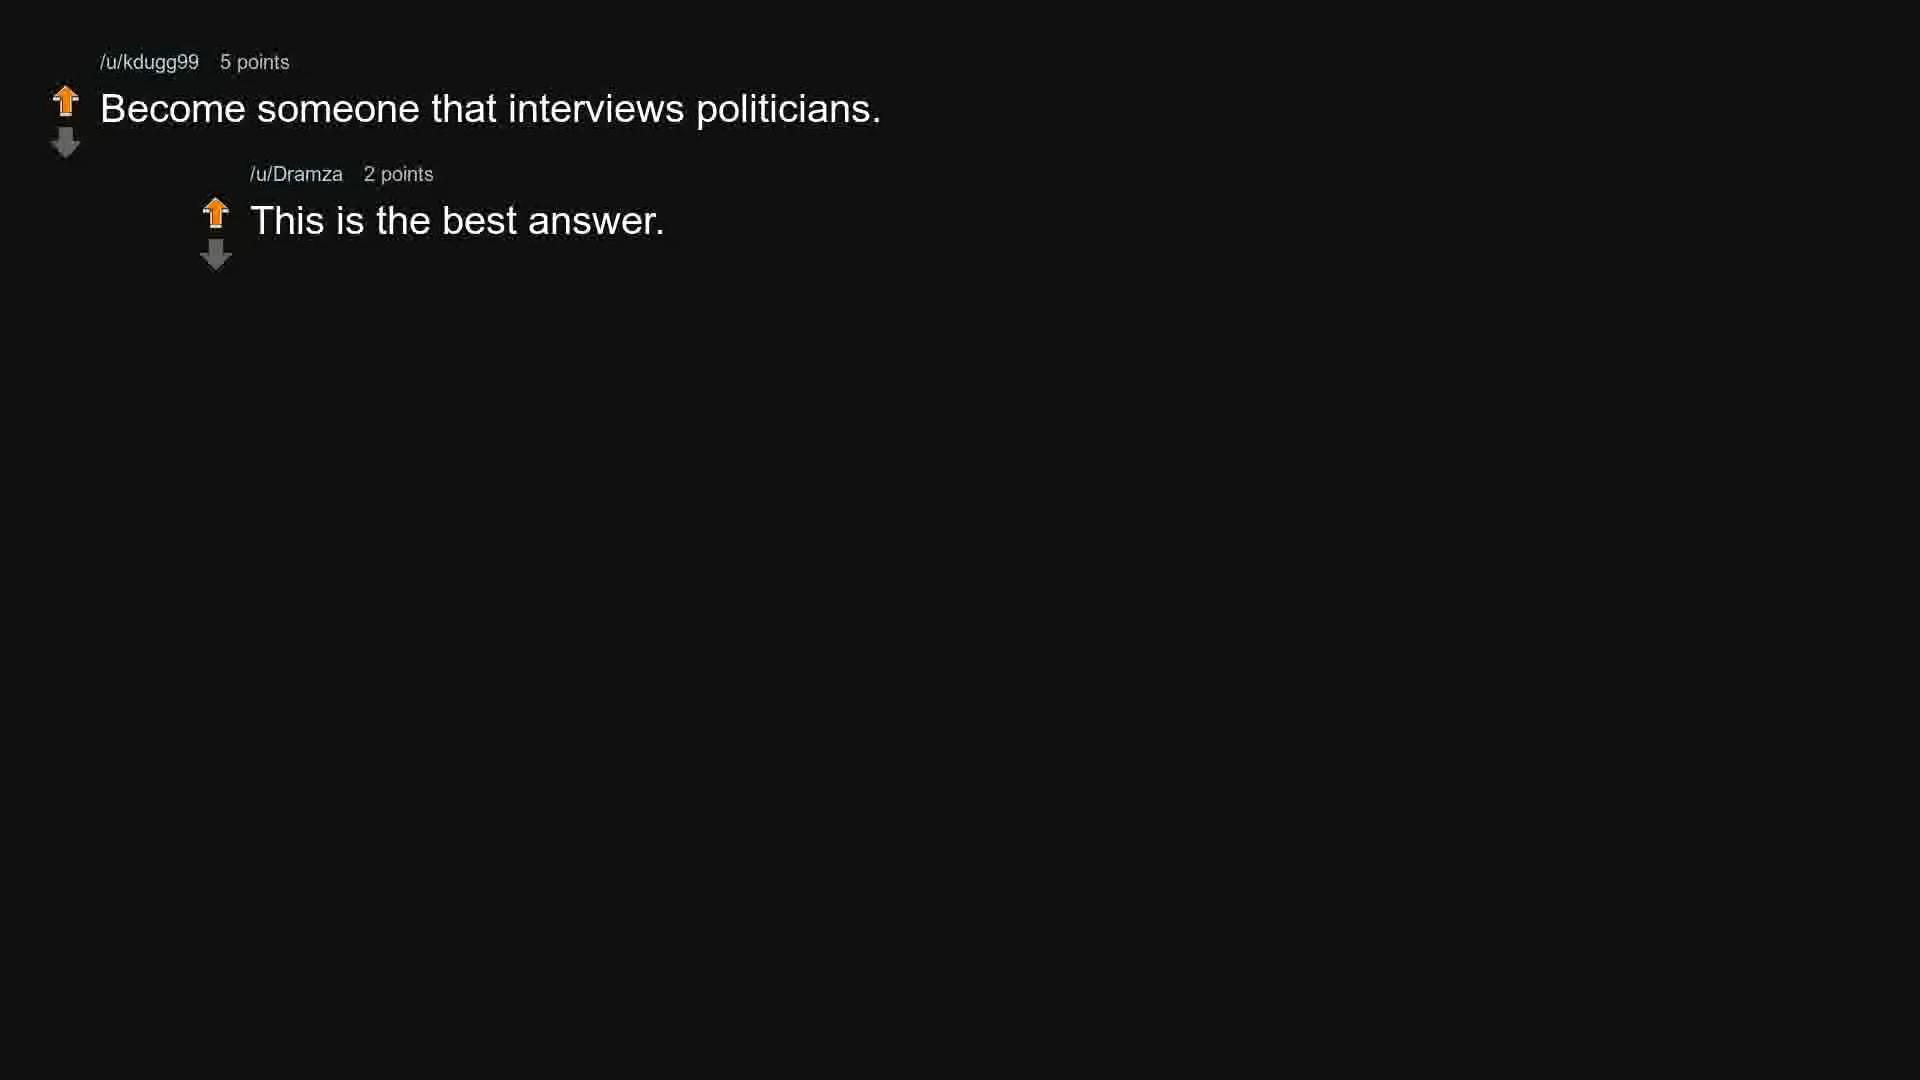 /u/kdugg99 5 points
Become someone that interviews politicians.
/u/Dramza 2 points
This is the best answer.